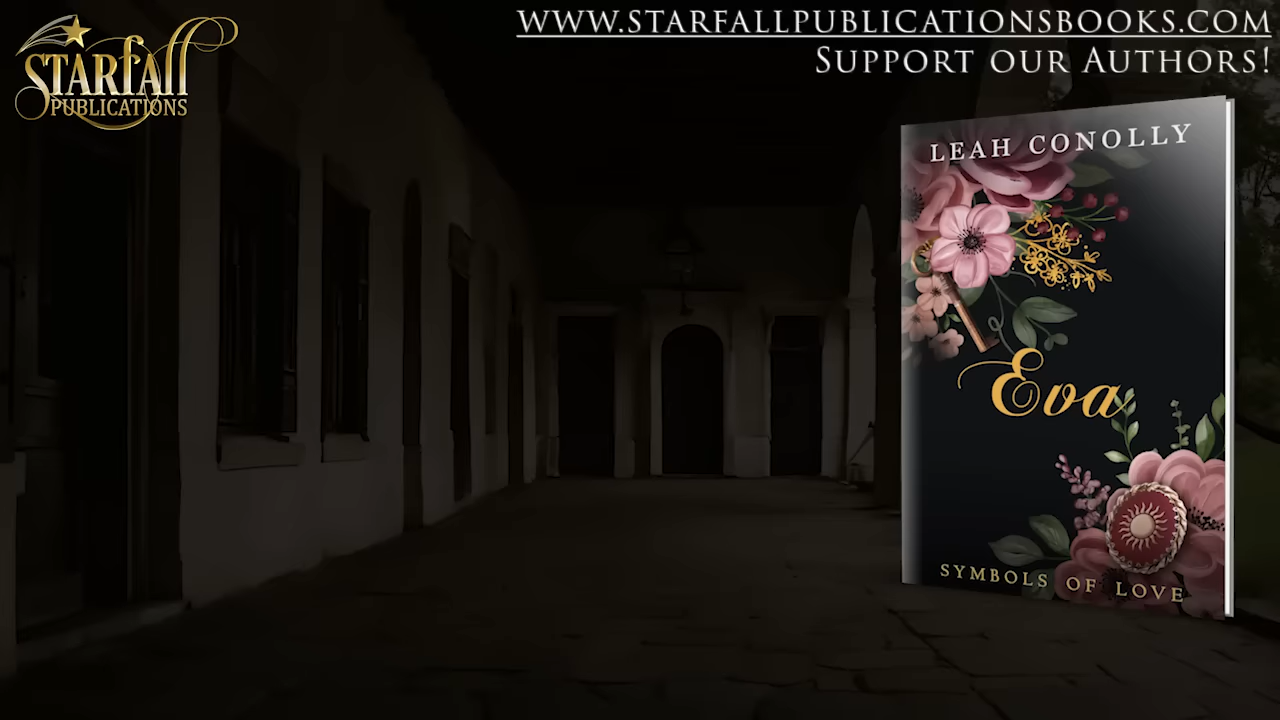 STARfall
PUBLICATIONS
WWW.STARFALLPUBLICATIONSBOOKS.COM
SUPPORT OUR AUTHORS!
LEAH CONOLLY
Eva
SYMBOLS OF LOVE